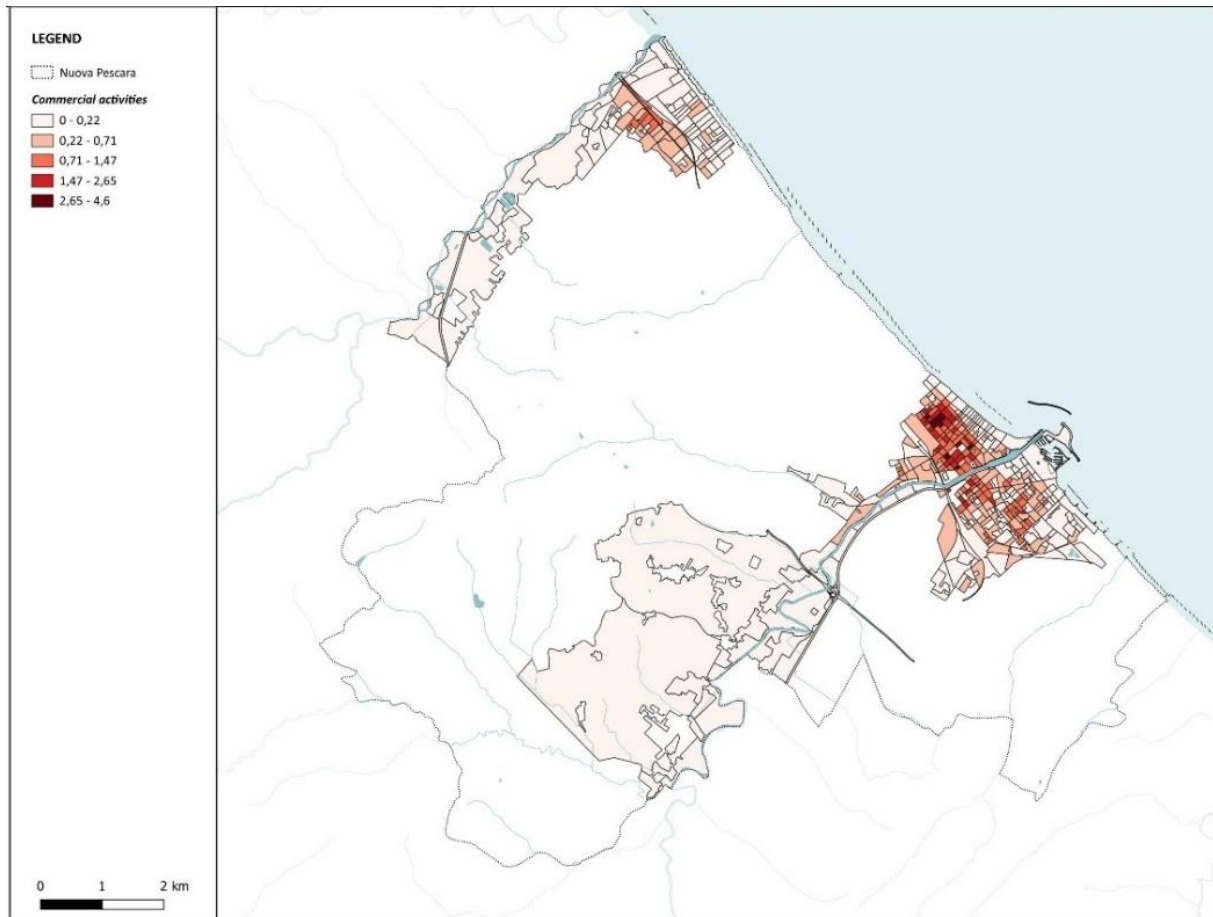 LEGEND
Nuova Pescara
Commercial activities
0 - 0,22
0,22 - 0,71
0,71 - 1,47
1,47 - 2,65
2,65 - 4,6
0 1 2 km